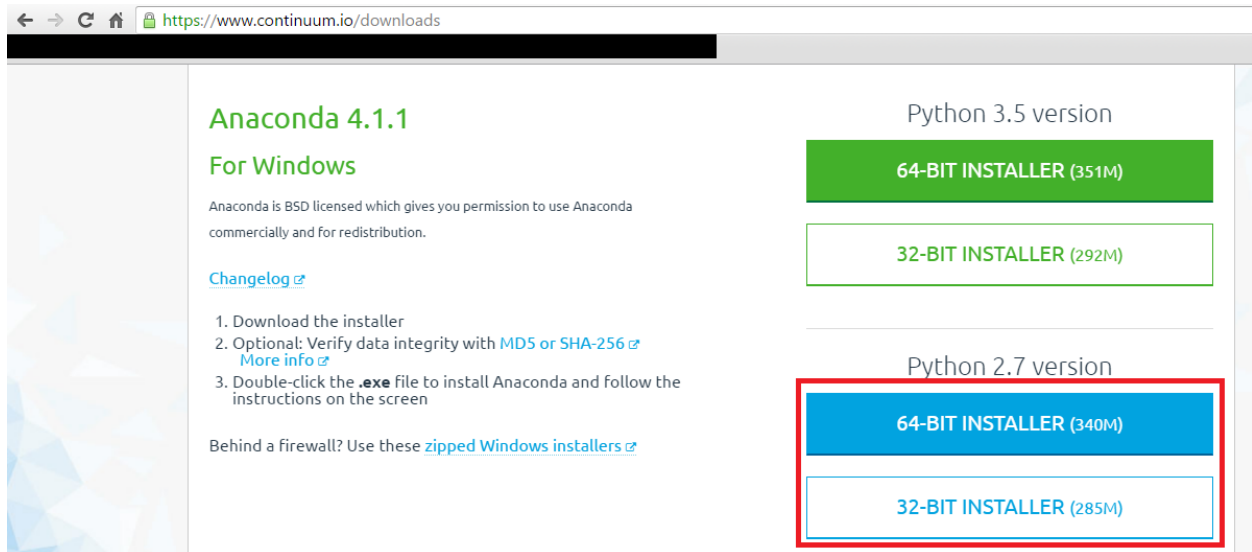 https://www.continuum.io/downloads
Anaconda 4.1.1
For Windows
Anaconda is BSD licensed which gives you permission to use Anaconda
commercially and for redistribution.
Changelog
1. Download the installer
2. Optional: Verify data integrity with MD5 or SHA-256
More info
3. Double-click the .exe file to install Anaconda and follow the
instructions on the screen
Behind a firewall? Use these zipped Windows installers
Python 3.5 version
64-BIT INSTALLER (351M)
32-BIT INSTALLER (292M)
Python 2.7 version
64-BIT INSTALLER (340M)
32-BIT INSTALLER (285M)